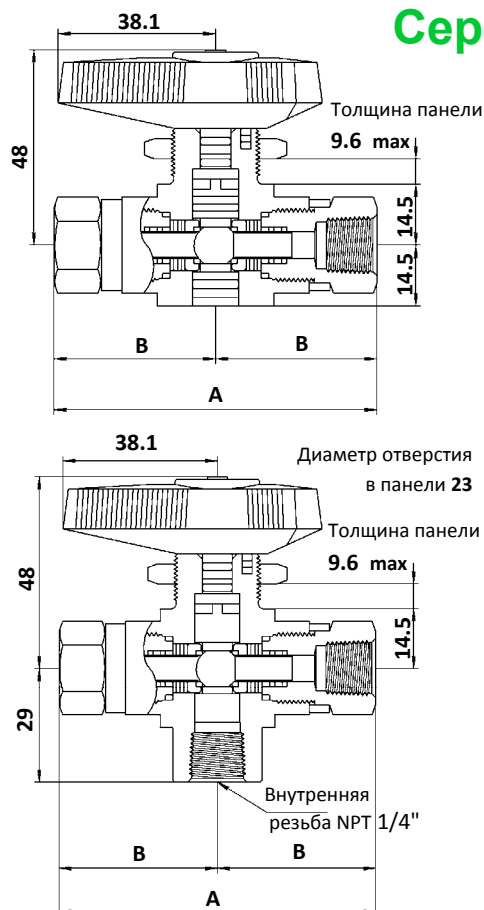 Сер
38.1
Толщина панели
9.6 max
48
14.5
14.5
B
B
A
38.1
Диаметр отверстия
в панели 23
Толщина панели
9.6 max
48
14.5
29
Внутренняя
резьба NPT 1/4"
B
B
A